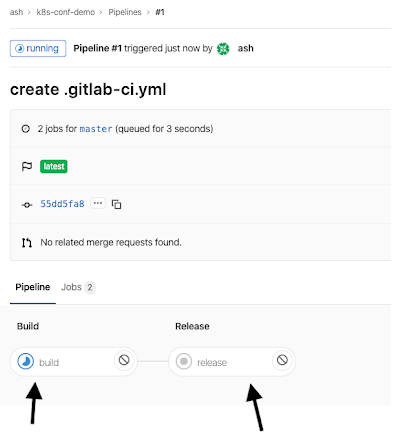 ash > k8s-conf-demo > Pipelines > #1
running Pipeline #1 triggered just now by ash
create .gitlab-ci.yml
2 jobs for master (queued for 3 seconds)
latest
55dd5fa8 ...
No related merge requests found.
Pipeline Jobs 2
Build Release
build release